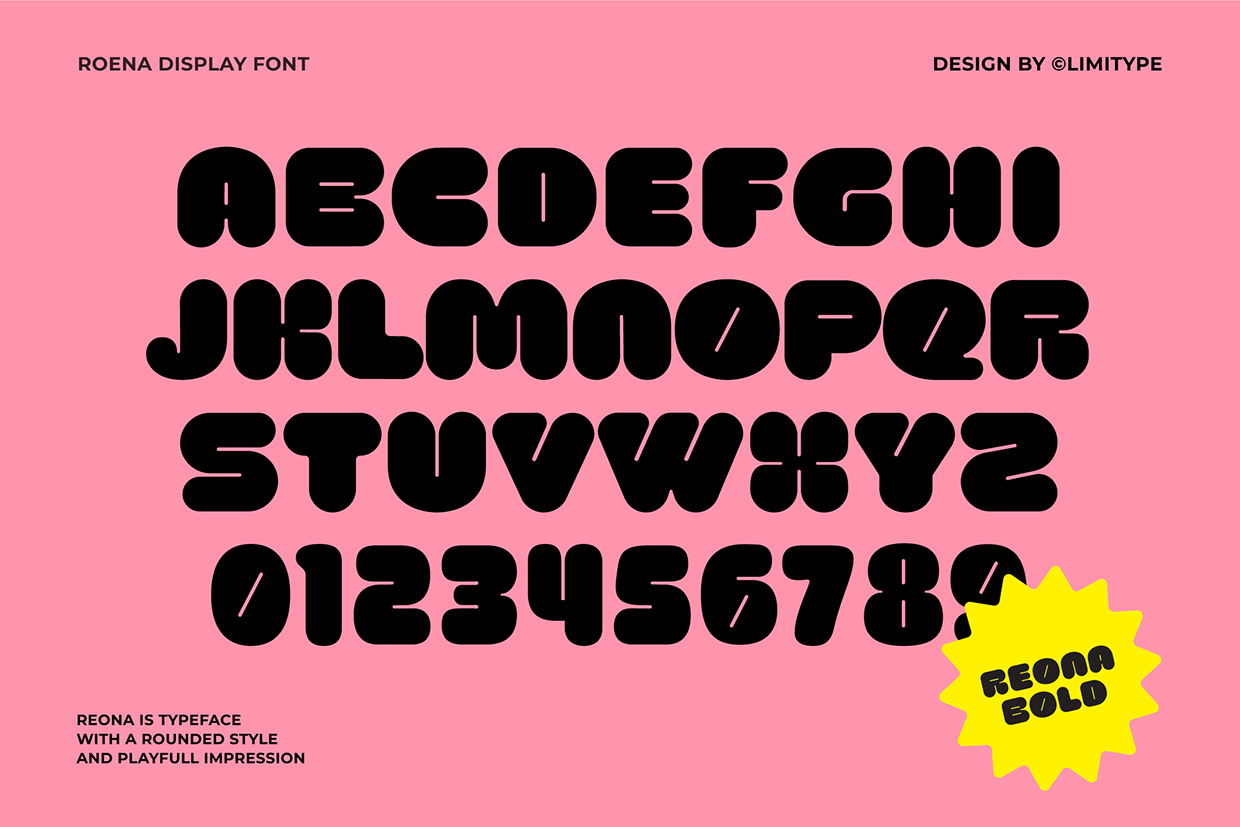 ROENA DISPLAY FONT
DESIGN BY ©LIMITYPE
ABCDEFGHI
JKLMNOPQR
STUVWXYZ
0123456789
REONA
BOLD
REONA IS TYPEFACE
WITH A ROUNDED STYLE
AND PLAYFULL IMPRESSION